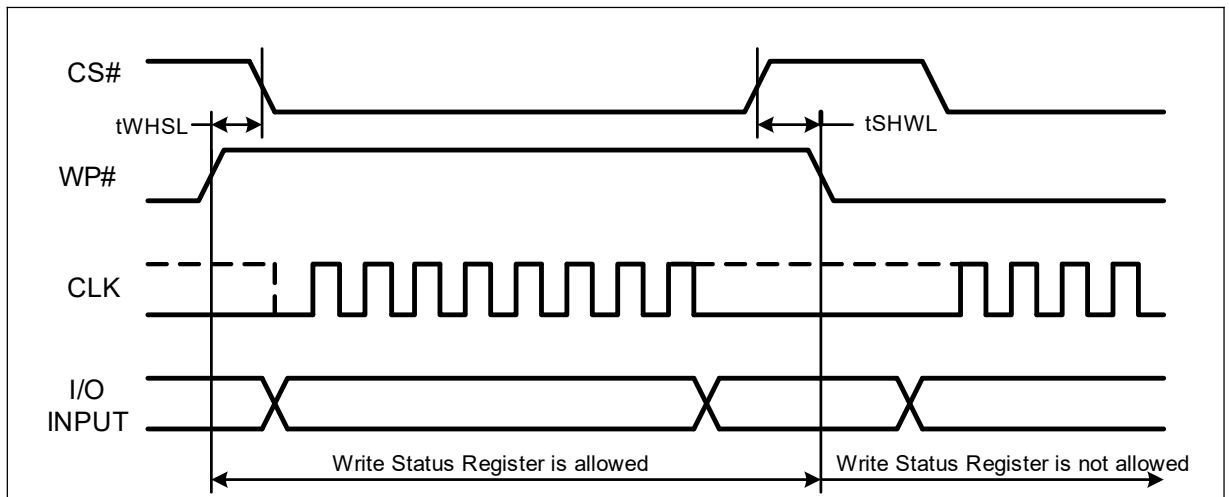 CS#
tWHSL
tSHWL
WP#
CLK
I/O
INPUT
Write Status Register is allowed
Write Status Register is not allowed